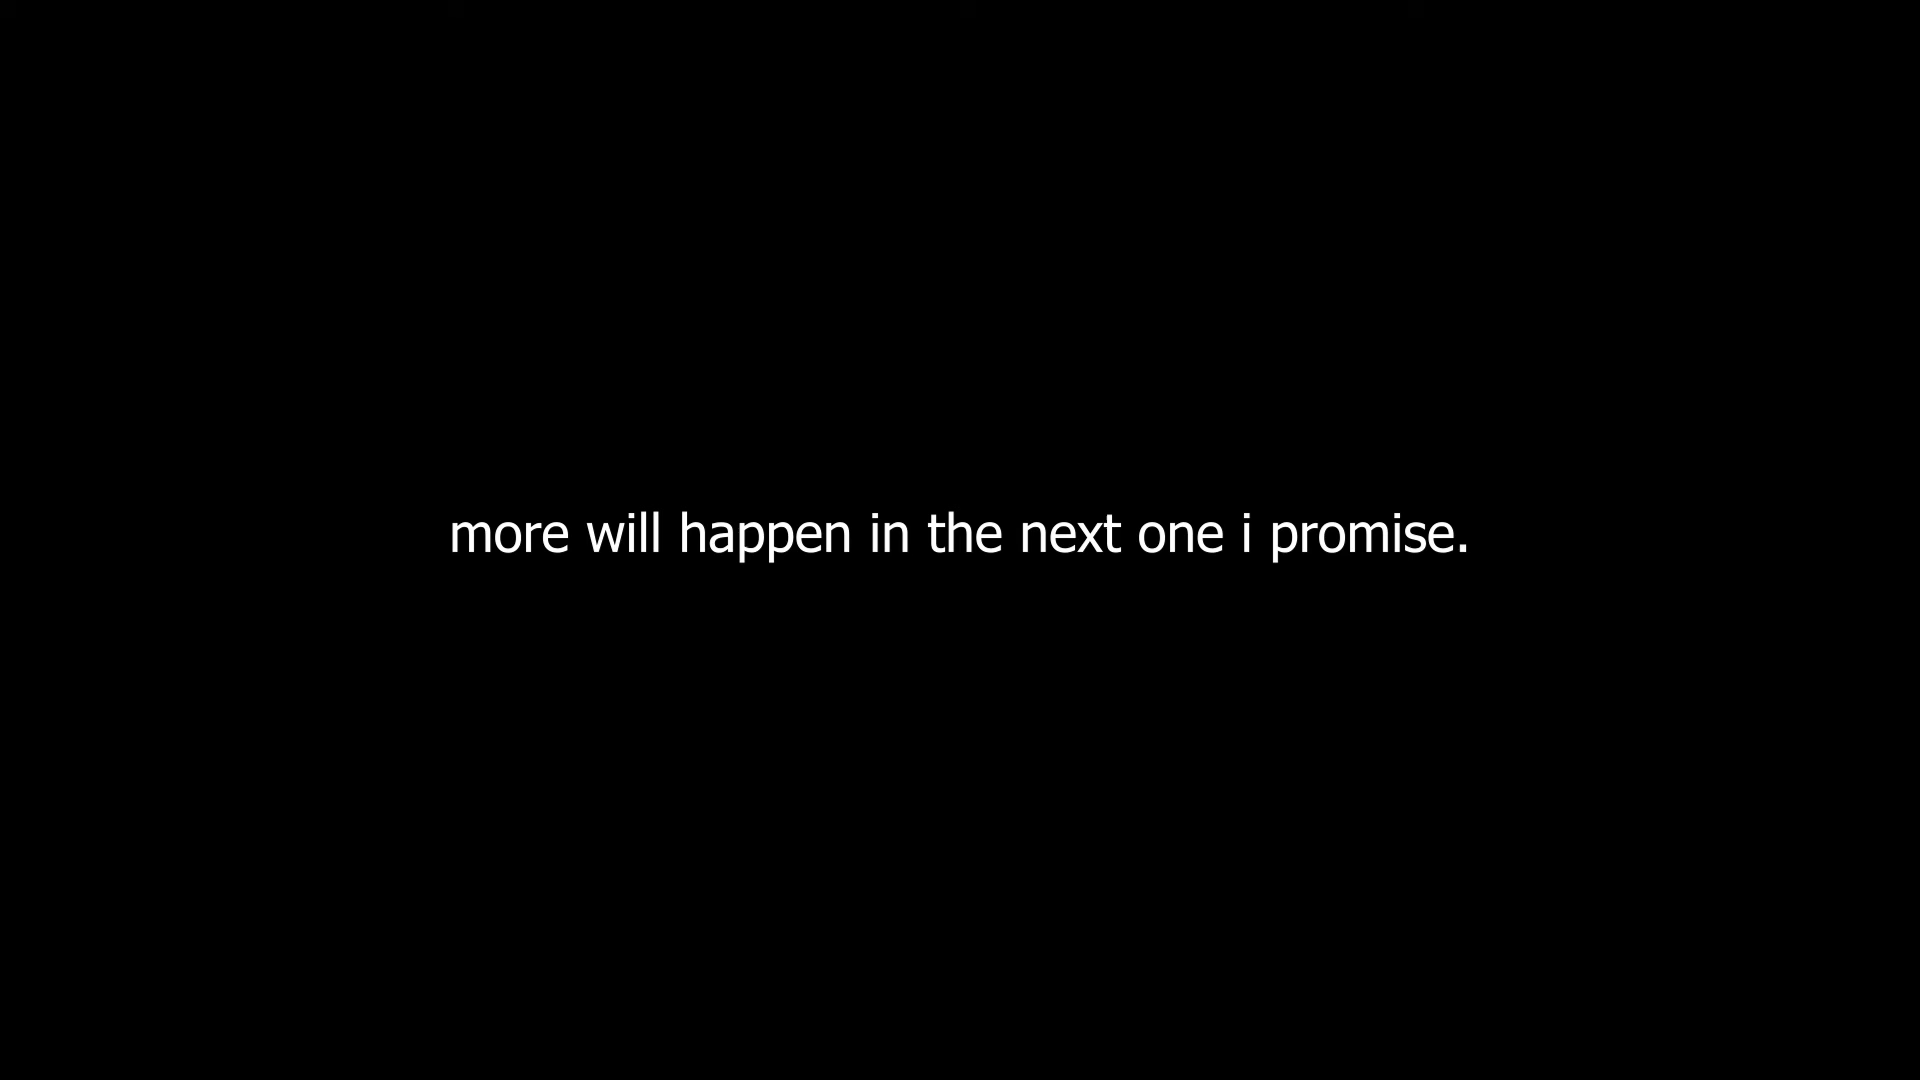 more will happen in the next one i promise.